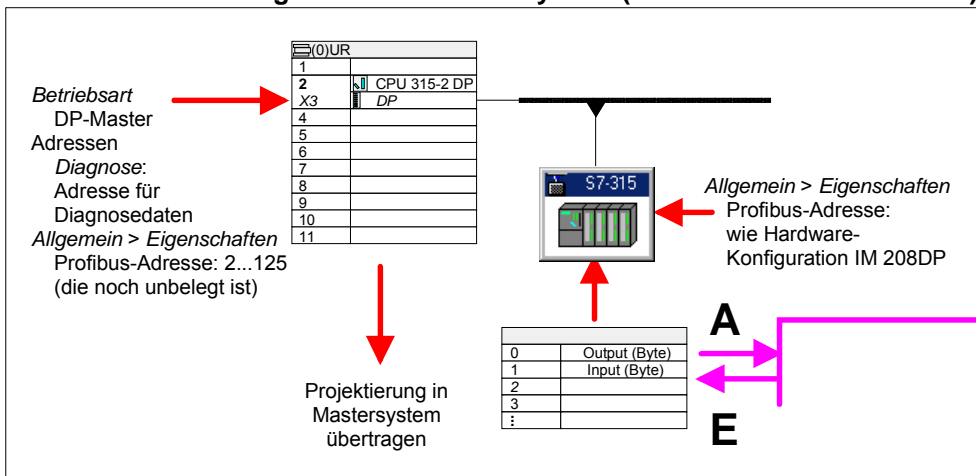 (0)UR
1
2 CPU 315-2 DP
X3 DP
4
5
6
7
8
9
10
11
Betriebsart
DP-Master
Adressen
Diagnose:
Adresse für
Diagnosedaten
Allgemein > Eigenschaften
Profibus-Adresse: 2...125
(die noch unbelegt ist)
S7-315
Allgemein > Eigenschaften
Profibus-Adresse:
wie Hardware-
Konfiguration IM 208DP
Projektierung in
Mastersystem
übertragen
0 Output (Byte)
1 Input (Byte)
2
3
⋮
A
E